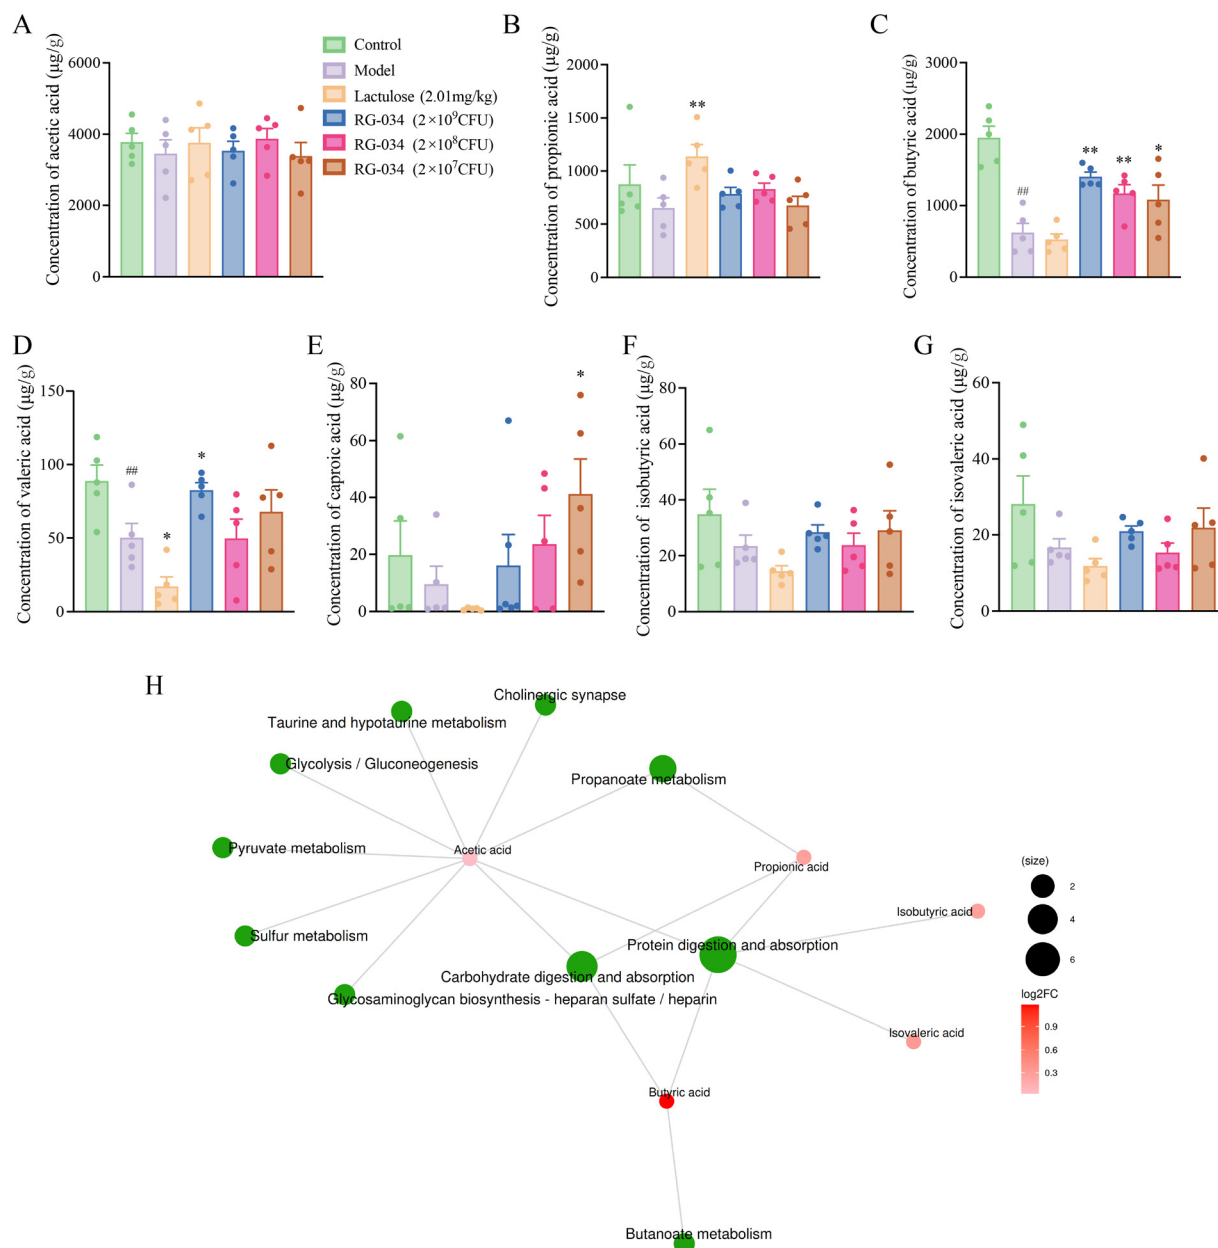 A
Concentration of acetic acid (μg/g)
6000
4000
2000
0
Control
Model
Lactulose (2.01mg/kg)
RG-034 (2×10⁹CFU)
RG-034 (2×10⁸CFU)
RG-034 (2×10⁷CFU)
B
Concentration of propionic acid (μg/g)
2000
1500
1000
500
0
**
C
Concentration of butyric acid (μg/g)
3000
2000
1000
0
##
**
**
*
D
Concentration of valeric acid (μg/g)
150
100
50
0
##
*
*
E
Concentration of caproic acid (μg/g)
80
60
40
20
0
*
F
Concentration of isobutyric acid (μg/g)
80
60
40
20
0
G
Concentration of isovaleric acid (μg/g)
60
40
20
0
H
Cholinergic synapse
Taurine and hypotaurine metabolism
Glycolysis / Gluconeogenesis
Propanoate metabolism
Pyruvate metabolism
Acetic acid
Propionic acid
Isobutyric acid
Sulfur metabolism
Protein digestion and absorption
Carbohydrate digestion and absorption
Glycosaminoglycan biosynthesis - heparan sulfate / heparin
Isovaleric acid
Butyric acid
Butanoate metabolism
(size)
2
4
6
log2FC
0.9
0.6
0.3